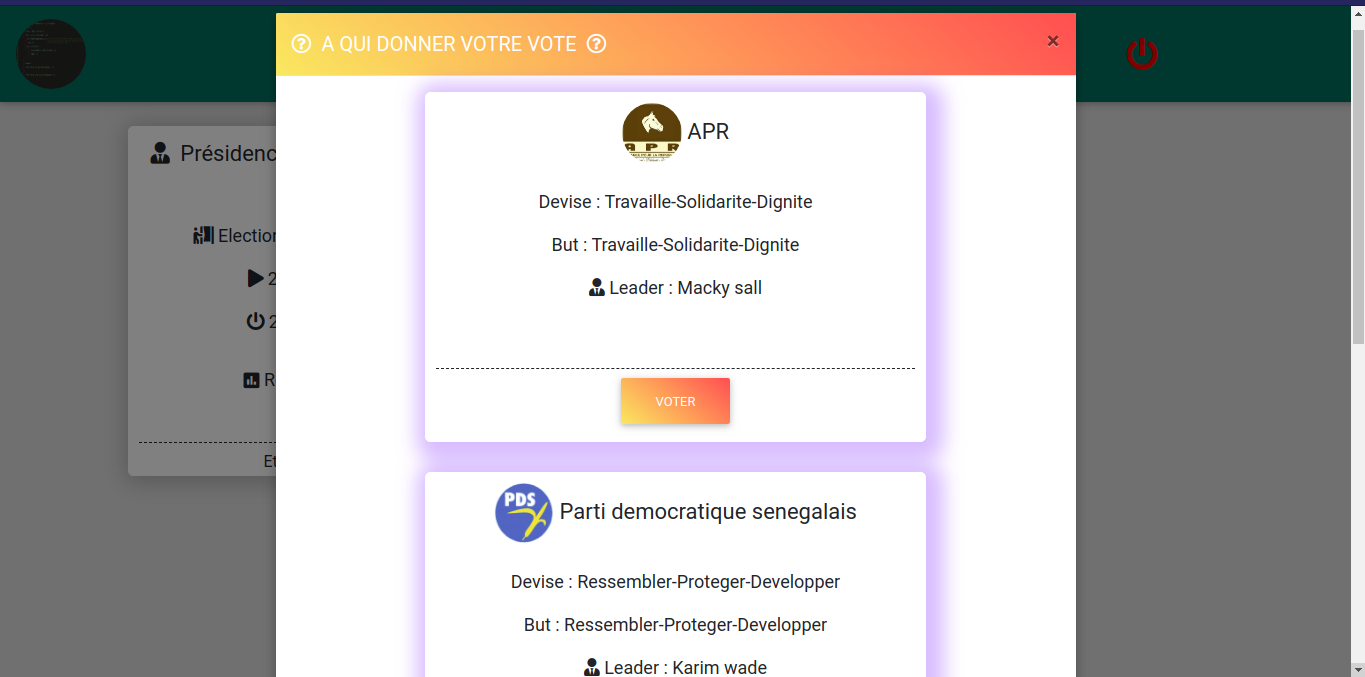 A QUI DONNER VOTRE VOTE
×
Présidenc
Election
2
2
R
Et
APR
APR
Devise : Travaille-Solidarite-Dignite
But : Travaille-Solidarite-Dignite
Leader : Macky sall
VOTER
PDS
Parti democratique senegalais
Devise : Ressembler-Proteger-Developper
But : Ressembler-Proteger-Developper
Leader : Karim wade